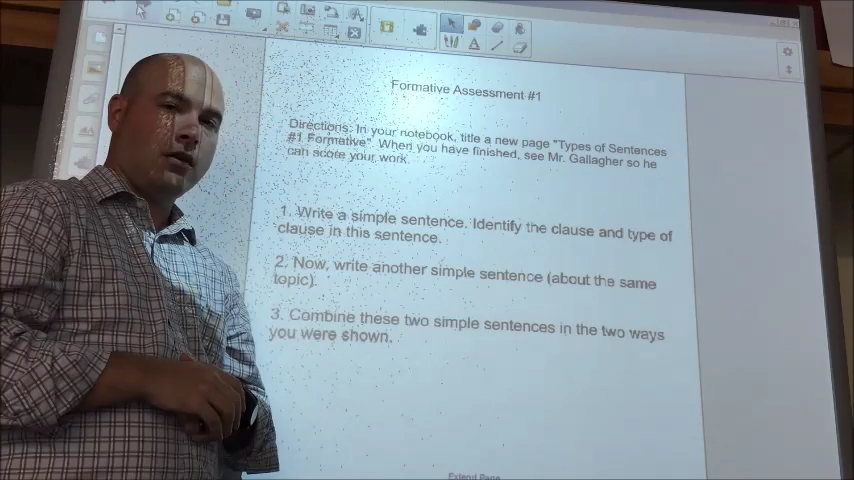 Formative Assessment #1
Directions: In your notebook, title a new page "Types of Sentences
#1 Formative". When you have finished, see Mr. Gallagher so he
can score your work.
1. Write a simple sentence. Identify the clause and type of
clause in this sentence.
2. Now, write another simple sentence (about the same
topic).
3. Combine these two simple sentences in the two ways
you were shown.
Extend Page